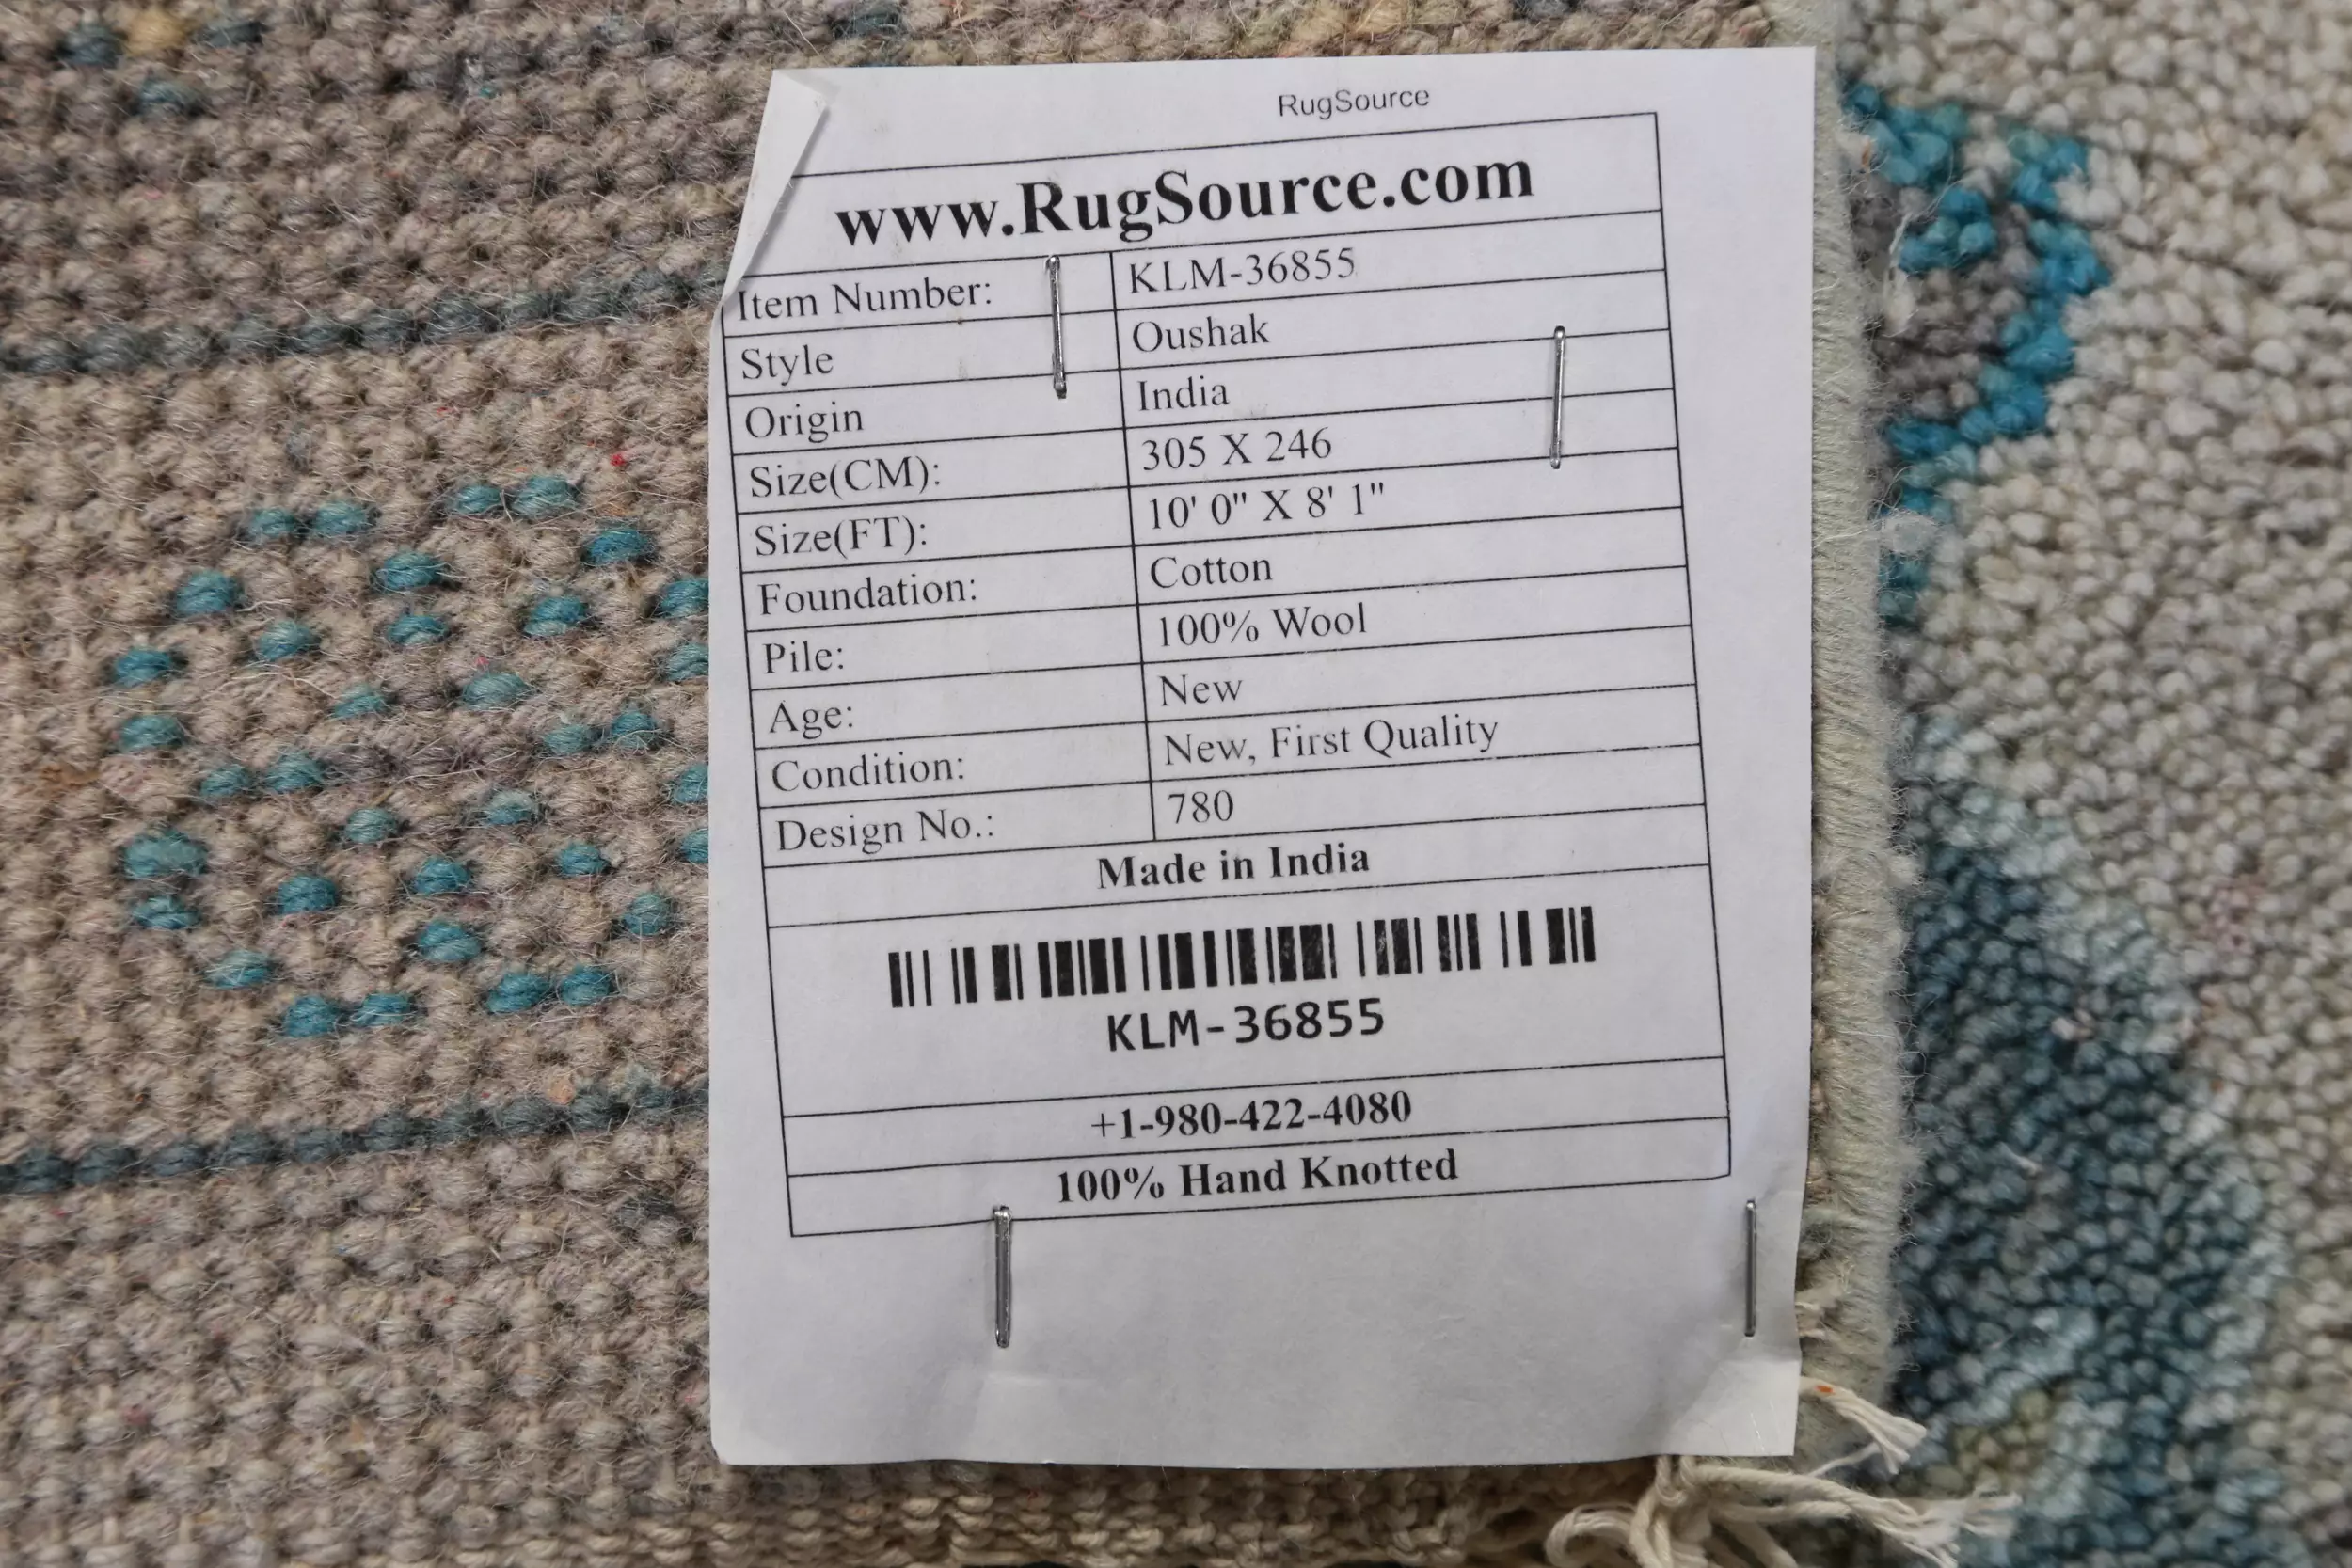 RugSource
www.RugSource.com
Item Number: KLM-36855
Style Oushak
Origin India
Size(CM): 305 X 246
Size(FT): 10' 0" X 8' 1"
Foundation: Cotton
Pile: 100% Wool
Age: New
Condition: New, First Quality
Design No.: 780
Made in India
KLM-36855
+1-980-422-4080
100% Hand Knotted